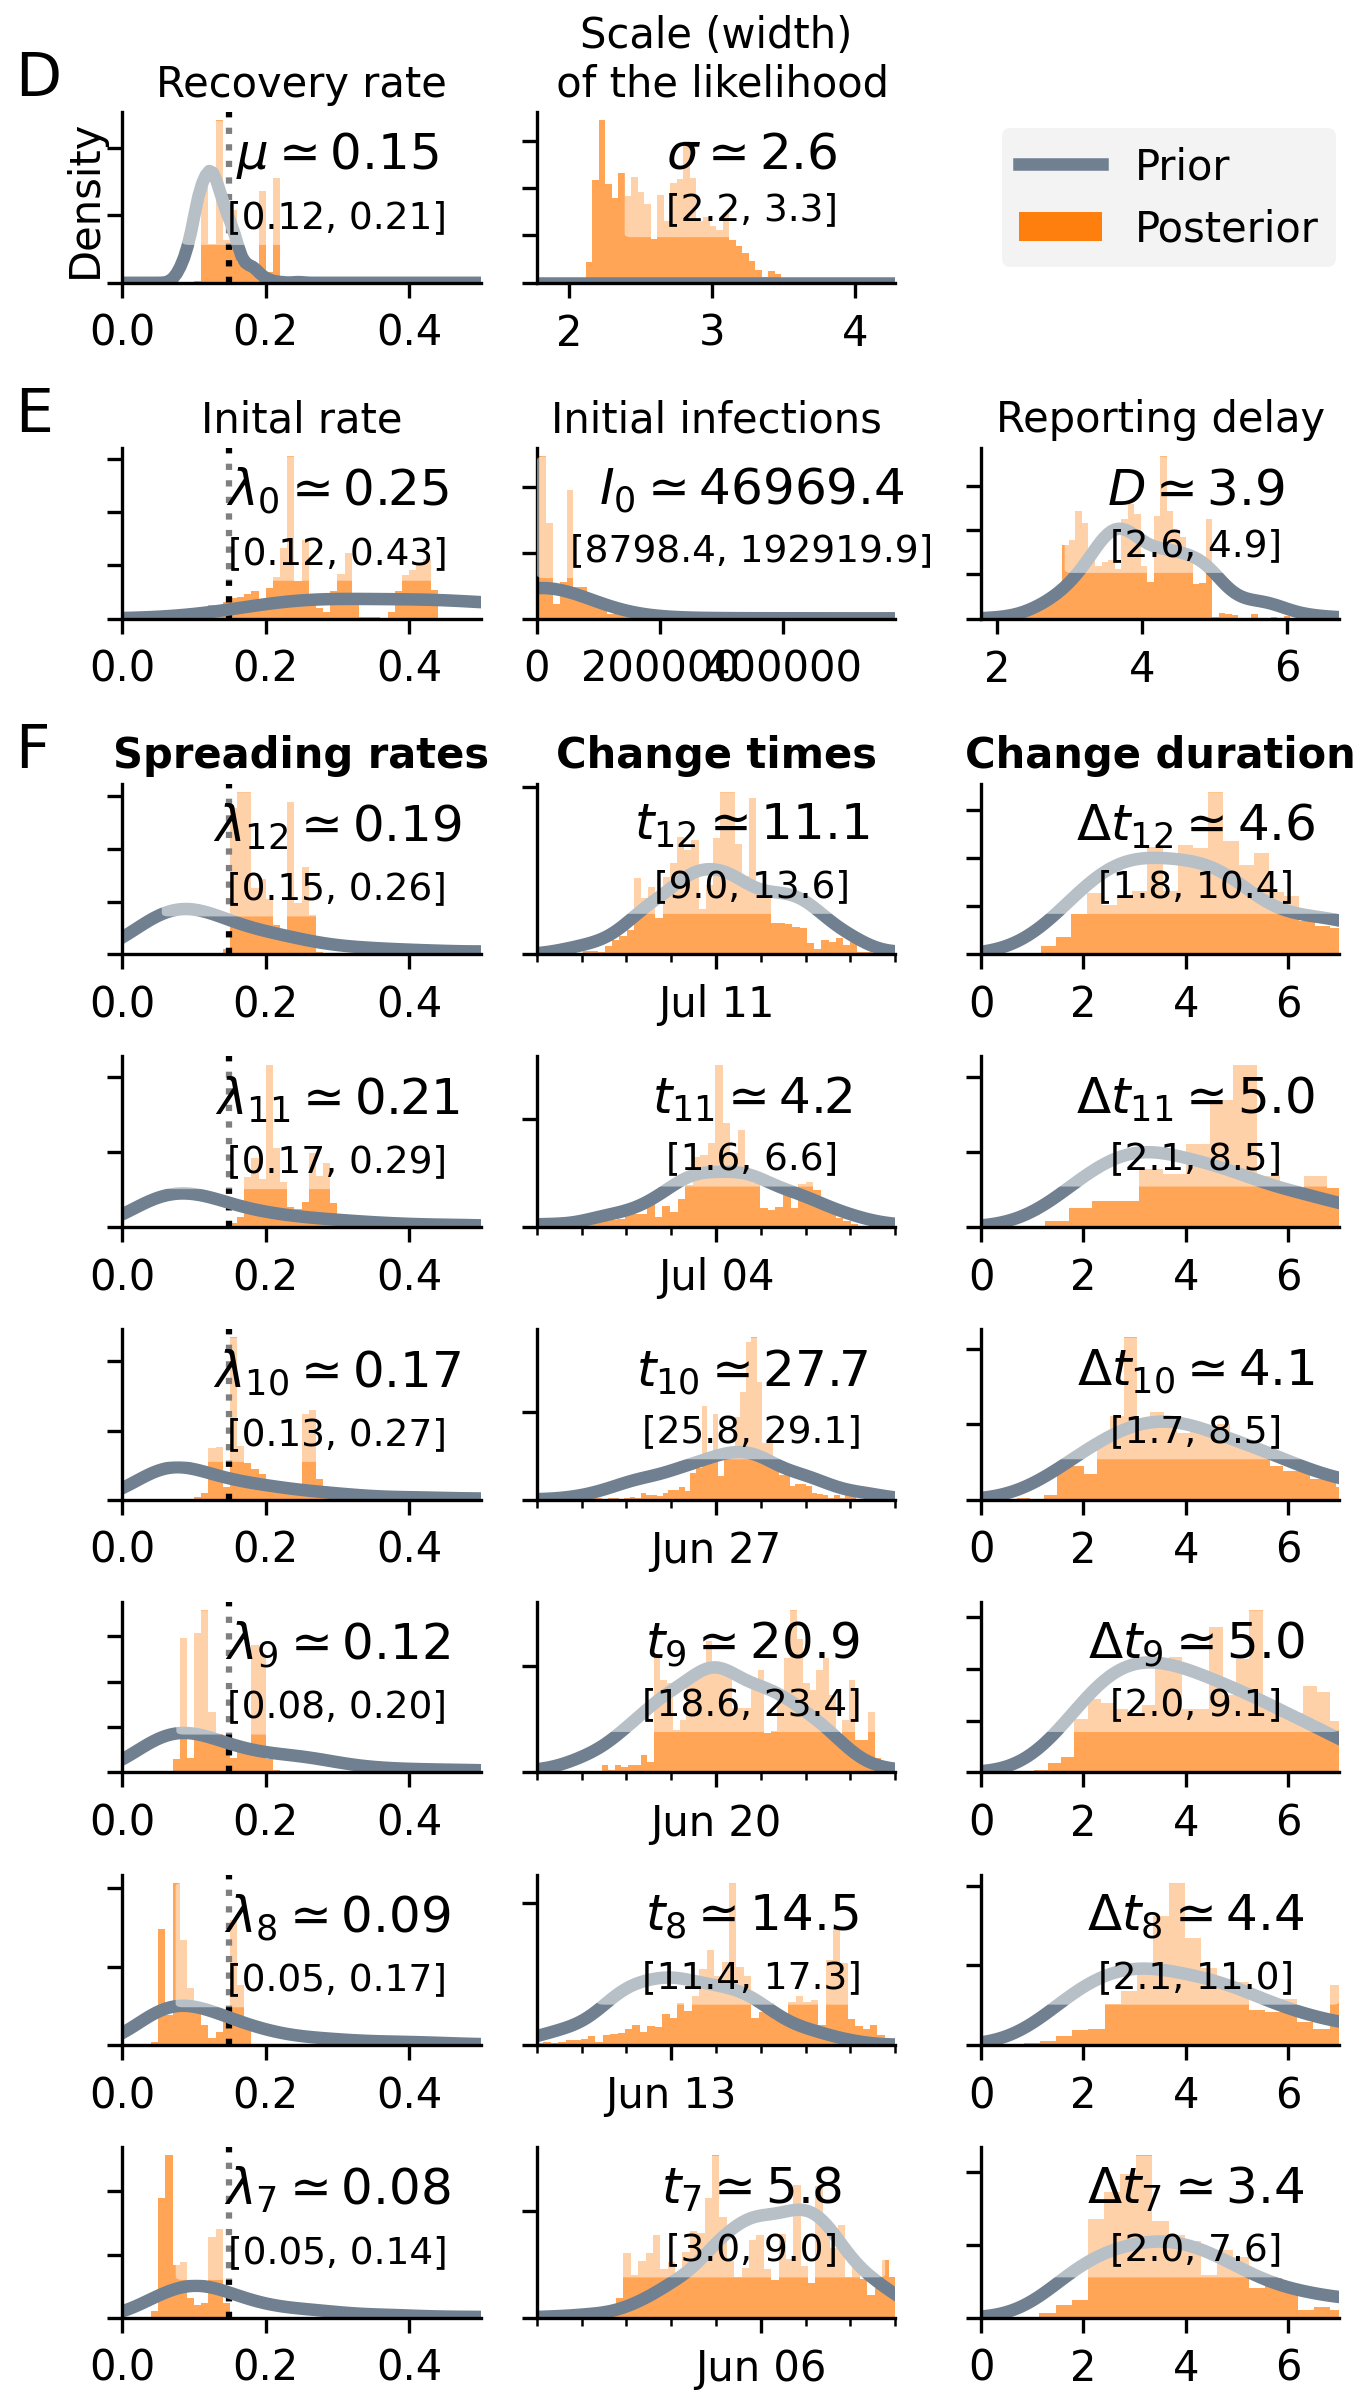 D
Recovery rate
Scale (width)
of the likelihood
Density
μ ≃ 0.15
[0.12, 0.21]
0.0 0.2 0.4
σ ≃ 2.6
[2.2, 3.3]
2 3 4
Prior
Posterior
E
Inital rate
λ0 ≃ 0.25
[0.12, 0.43]
0.0 0.2 0.4
Initial infections
I0 ≃ 46969.4
[8798.4, 192919.9]
0 200000 400000
Reporting delay
D ≃ 3.9
[2.6, 4.9]
2 4 6
F
Spreading rates
Change times
Change duration
λ12 ≃ 0.19
[0.15, 0.26]
0.0 0.2 0.4
t12 ≃ 11.1
[9.0, 13.6]
Jul 11
Δt12 ≃ 4.6
[1.8, 10.4]
0 2 4 6
λ11 ≃ 0.21
[0.17, 0.29]
0.0 0.2 0.4
t11 ≃ 4.2
[1.6, 6.6]
Jul 04
Δt11 ≃ 5.0
[2.1, 8.5]
0 2 4 6
λ10 ≃ 0.17
[0.13, 0.27]
0.0 0.2 0.4
t10 ≃ 27.7
[25.8, 29.1]
Jun 27
Δt10 ≃ 4.1
[1.7, 8.5]
0 2 4 6
λ9 ≃ 0.12
[0.08, 0.20]
0.0 0.2 0.4
t9 ≃ 20.9
[18.6, 23.4]
Jun 20
Δt9 ≃ 5.0
[2.0, 9.1]
0 2 4 6
λ8 ≃ 0.09
[0.05, 0.17]
0.0 0.2 0.4
t8 ≃ 14.5
[11.4, 17.3]
Jun 13
Δt8 ≃ 4.4
[2.1, 11.0]
0 2 4 6
λ7 ≃ 0.08
[0.05, 0.14]
0.0 0.2 0.4
t7 ≃ 5.8
[3.0, 9.0]
Jun 06
Δt7 ≃ 3.4
[2.0, 7.6]
0 2 4 6